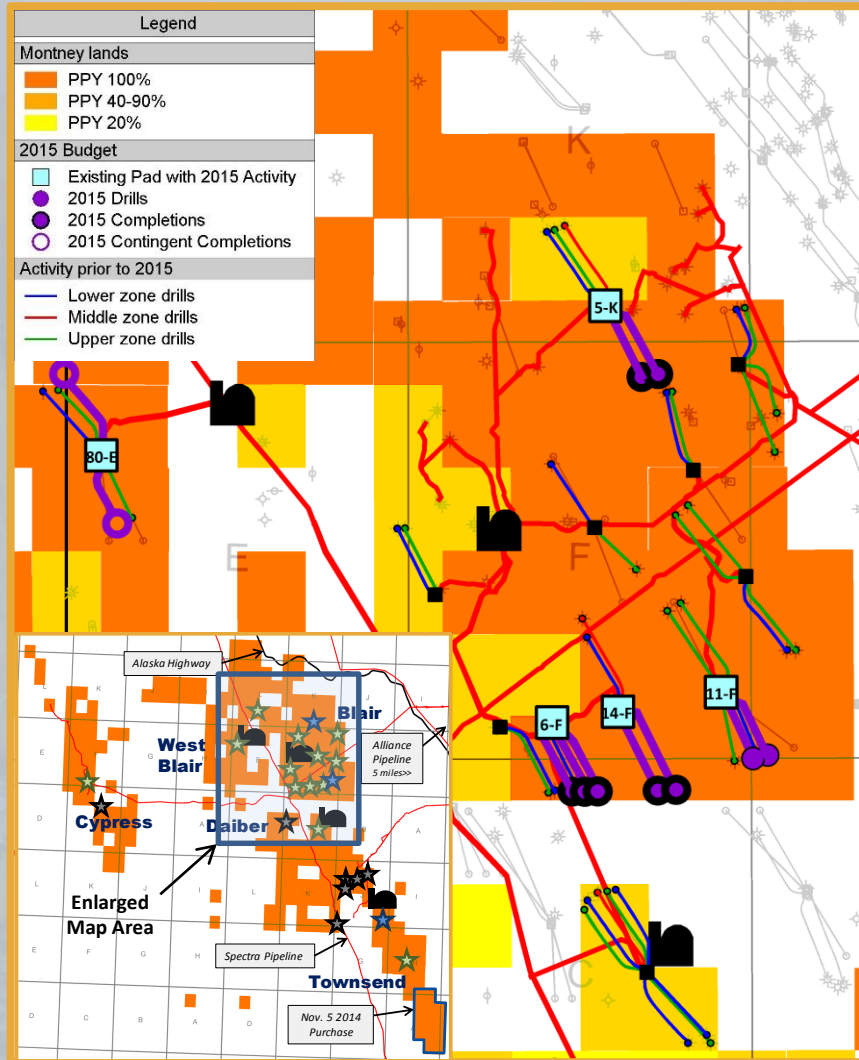 Legend
Montney lands
PPY 100%
PPY 40-90%
PPY 20%
2015 Budget
Existing Pad with 2015 Activity
2015 Drills
2015 Completions
2015 Contingent Completions
Activity prior to 2015
Lower zone drills
Middle zone drills
Upper zone drills
K
5-K
80-E
E
F
11-F
14-F
6-F
C
Alaska Highway
Blair
West
Blair
Alliance
Pipeline
5 miles>>
Cypress
Daiber
Enlarged
Map Area
Spectra Pipeline
Townsend
Nov. 5 2014
Purchase
L
K
J
I
E
F
G
H
D
C
B
A